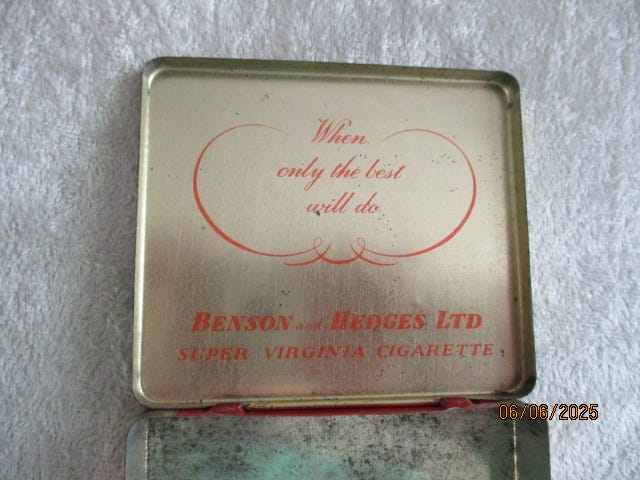 When
only the best
will do
BENSON and HEDGES LTD
SUPER VIRGINIA CIGARETTE
06/06/2025